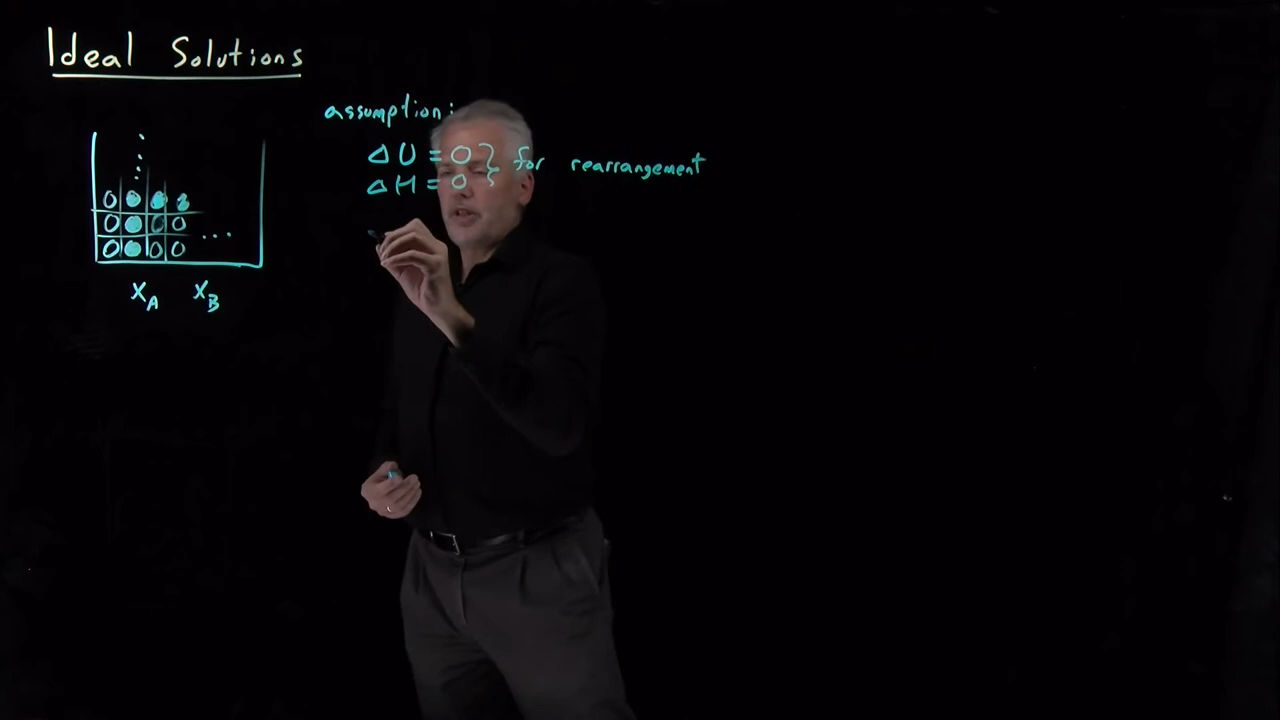 Ideal Solutions
assumption:
ΔU = 0 } for rearrangement
ΔH = 0
X_A X_B